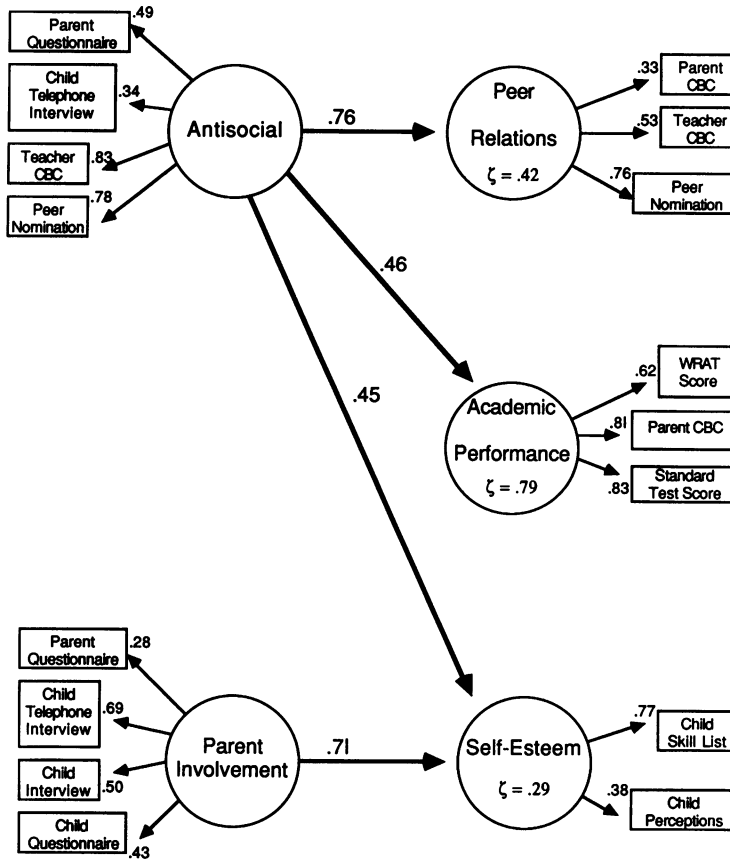 Parent
Questionnaire
.49
Child
Telephone
Interview
.34
Teacher
CBC
.83
Peer
Nomination
.78
Antisocial
.76
Peer
Relations
ζ = .42
.33
Parent
CBC
.53
Teacher
CBC
.76
Peer
Nomination
.46
.45
Academic
Performance
ζ = .79
.62
WRAT
Score
.81
Parent CBC
.83
Standard
Test Score
Parent
Questionnaire
.28
Child
Telephone
Interview
.69
Child
Interview
.50
Child
Questionnaire
.43
Parent
Involvement
.71
Self-Esteem
ζ = .29
.77
Child
Skill List
.38
Child
Perceptions